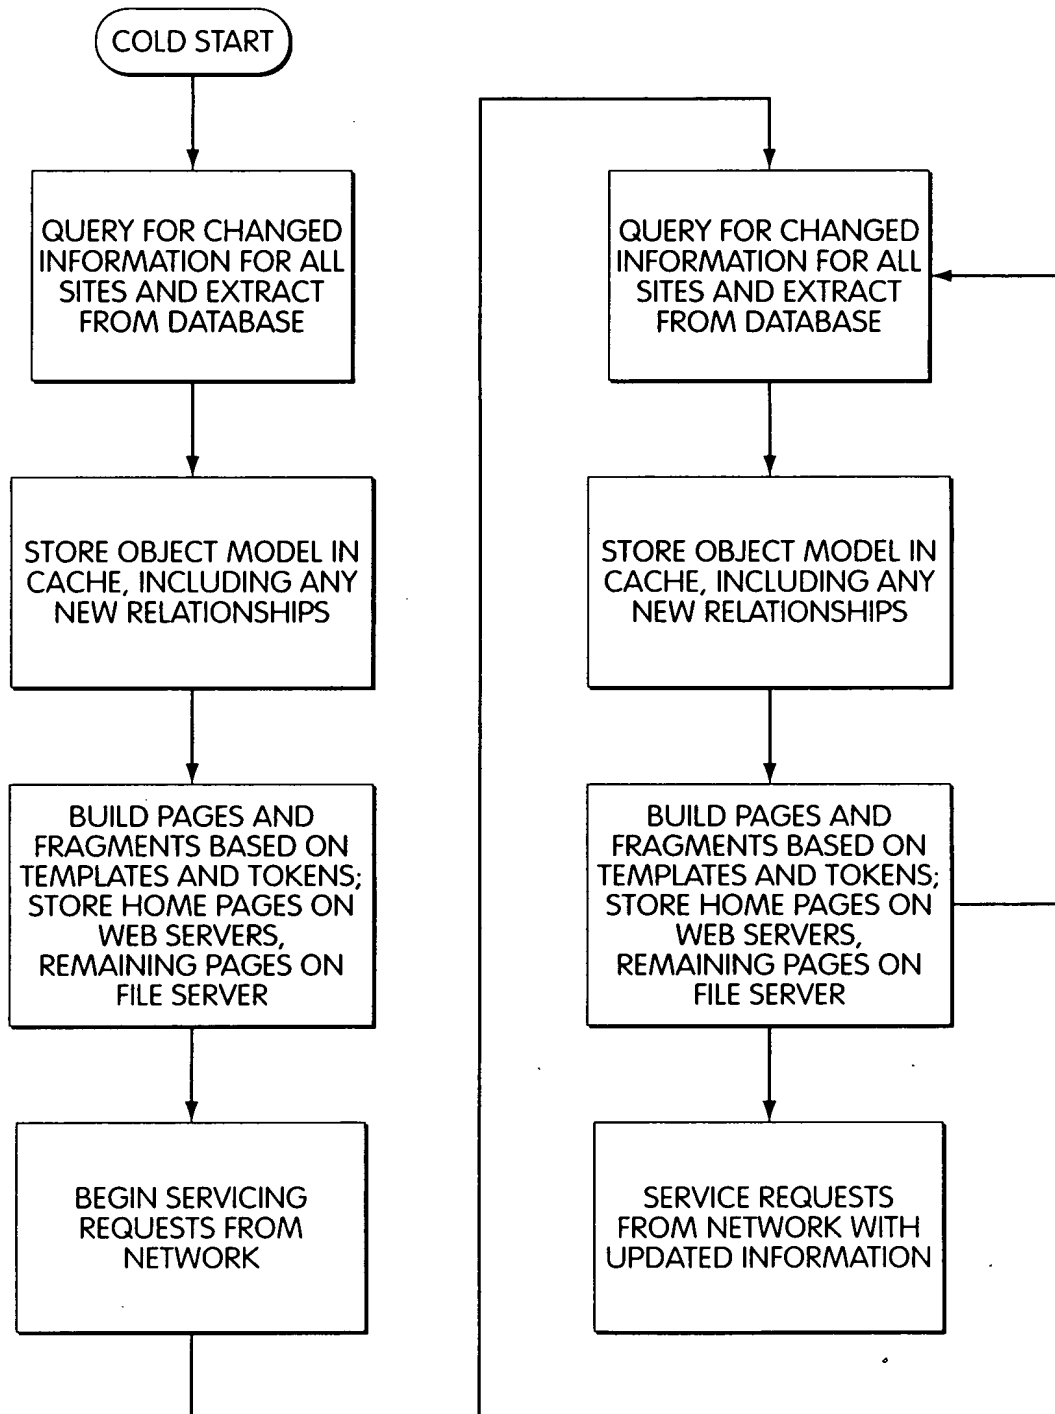 COLD START
QUERY FOR CHANGED
INFORMATION FOR ALL
SITES AND EXTRACT
FROM DATABASE
STORE OBJECT MODEL IN
CACHE, INCLUDING ANY
NEW RELATIONSHIPS
BUILD PAGES AND
FRAGMENTS BASED ON
TEMPLATES AND TOKENS;
STORE HOME PAGES ON
WEB SERVERS,
REMAINING PAGES ON
FILE SERVER
BEGIN SERVICING
REQUESTS FROM
NETWORK
QUERY FOR CHANGED
INFORMATION FOR ALL
SITES AND EXTRACT
FROM DATABASE
STORE OBJECT MODEL IN
CACHE, INCLUDING ANY
NEW RELATIONSHIPS
BUILD PAGES AND
FRAGMENTS BASED ON
TEMPLATES AND TOKENS;
STORE HOME PAGES ON
WEB SERVERS,
REMAINING PAGES ON
FILE SERVER
SERVICE REQUESTS
FROM NETWORK WITH
UPDATED INFORMATION